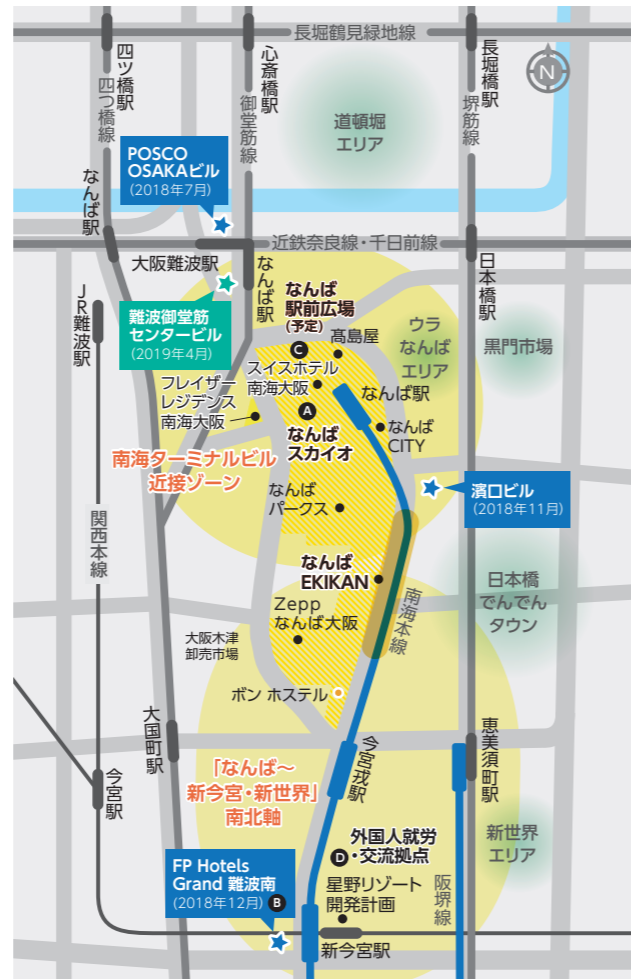 長堀鶴見緑地線
四ツ橋駅
四つ橋線
心斎橋駅
御堂筋線
長堀橋駅
堺筋線
N
道頓堀
エリア
POSCO
OSAKAビル
(2018年7月)
なんば駅
近鉄奈良線・千日前線
大阪難波駅
なんば駅
日本橋駅
JR難波駅
難波御堂筋
センタービル
(2019年4月)
なんば
駅前広場
(予定)
C
髙島屋
ウラ
なんば
エリア
黒門市場
スイスホテル
南海大阪
なんば駅
フレイザー
レジデンス
南海大阪
A
なんば
スカイオ
なんば
CITY
南海ターミナルビル
近接ゾーン
なんば
パークス
濱口ビル
(2018年11月)
関西本線
なんば
EKIKAN
南海本線
日本橋
でんでん
タウン
Zepp
なんば大阪
大阪木津
卸売市場
ボン ホステル
大国町駅
今宮戎駅
恵美須町駅
今宮駅
「なんば～
新今宮・新世界」
南北軸
外国人就労
D・交流拠点
新世界
エリア
FP Hotels
Grand 難波南
(2018年12月) B
星野リゾート
開発計画
阪堺線
新今宮駅